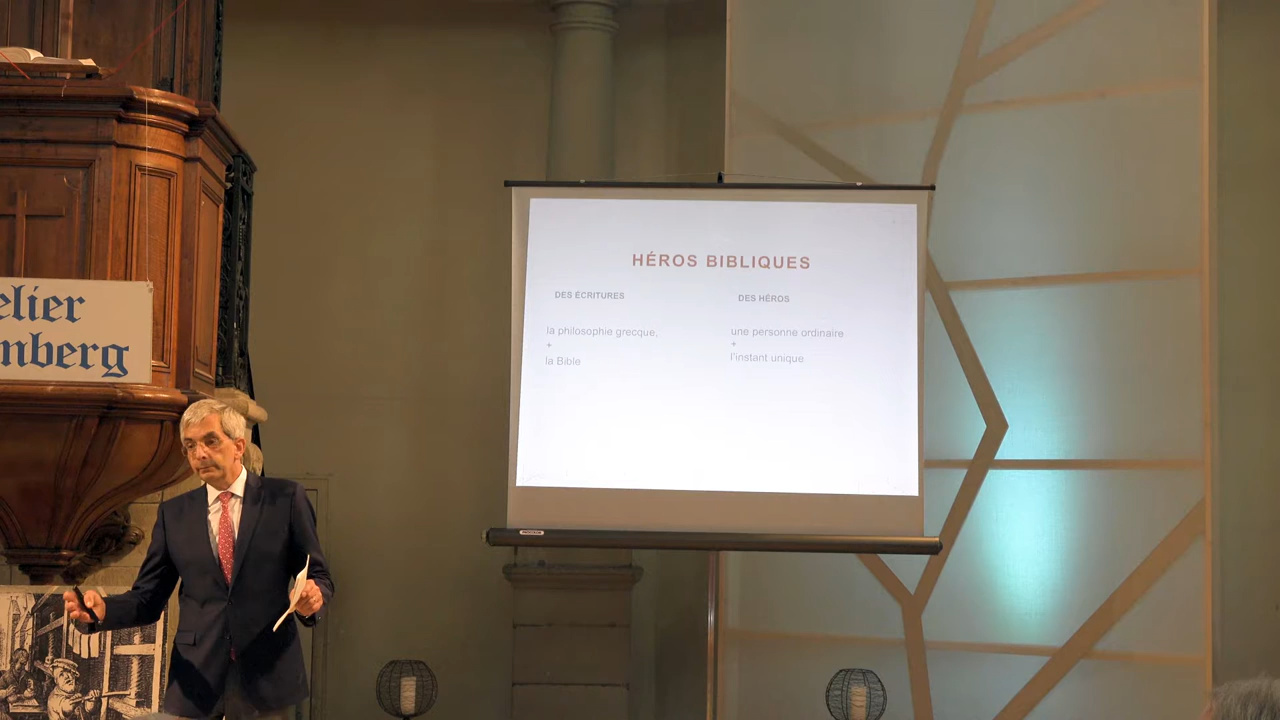 elier
nberg
HÉROS BIBLIQUES
DES ÉCRITURES
la philosophie grecque,
+
la Bible
DES HÉROS
une personne ordinaire
+
l'instant unique